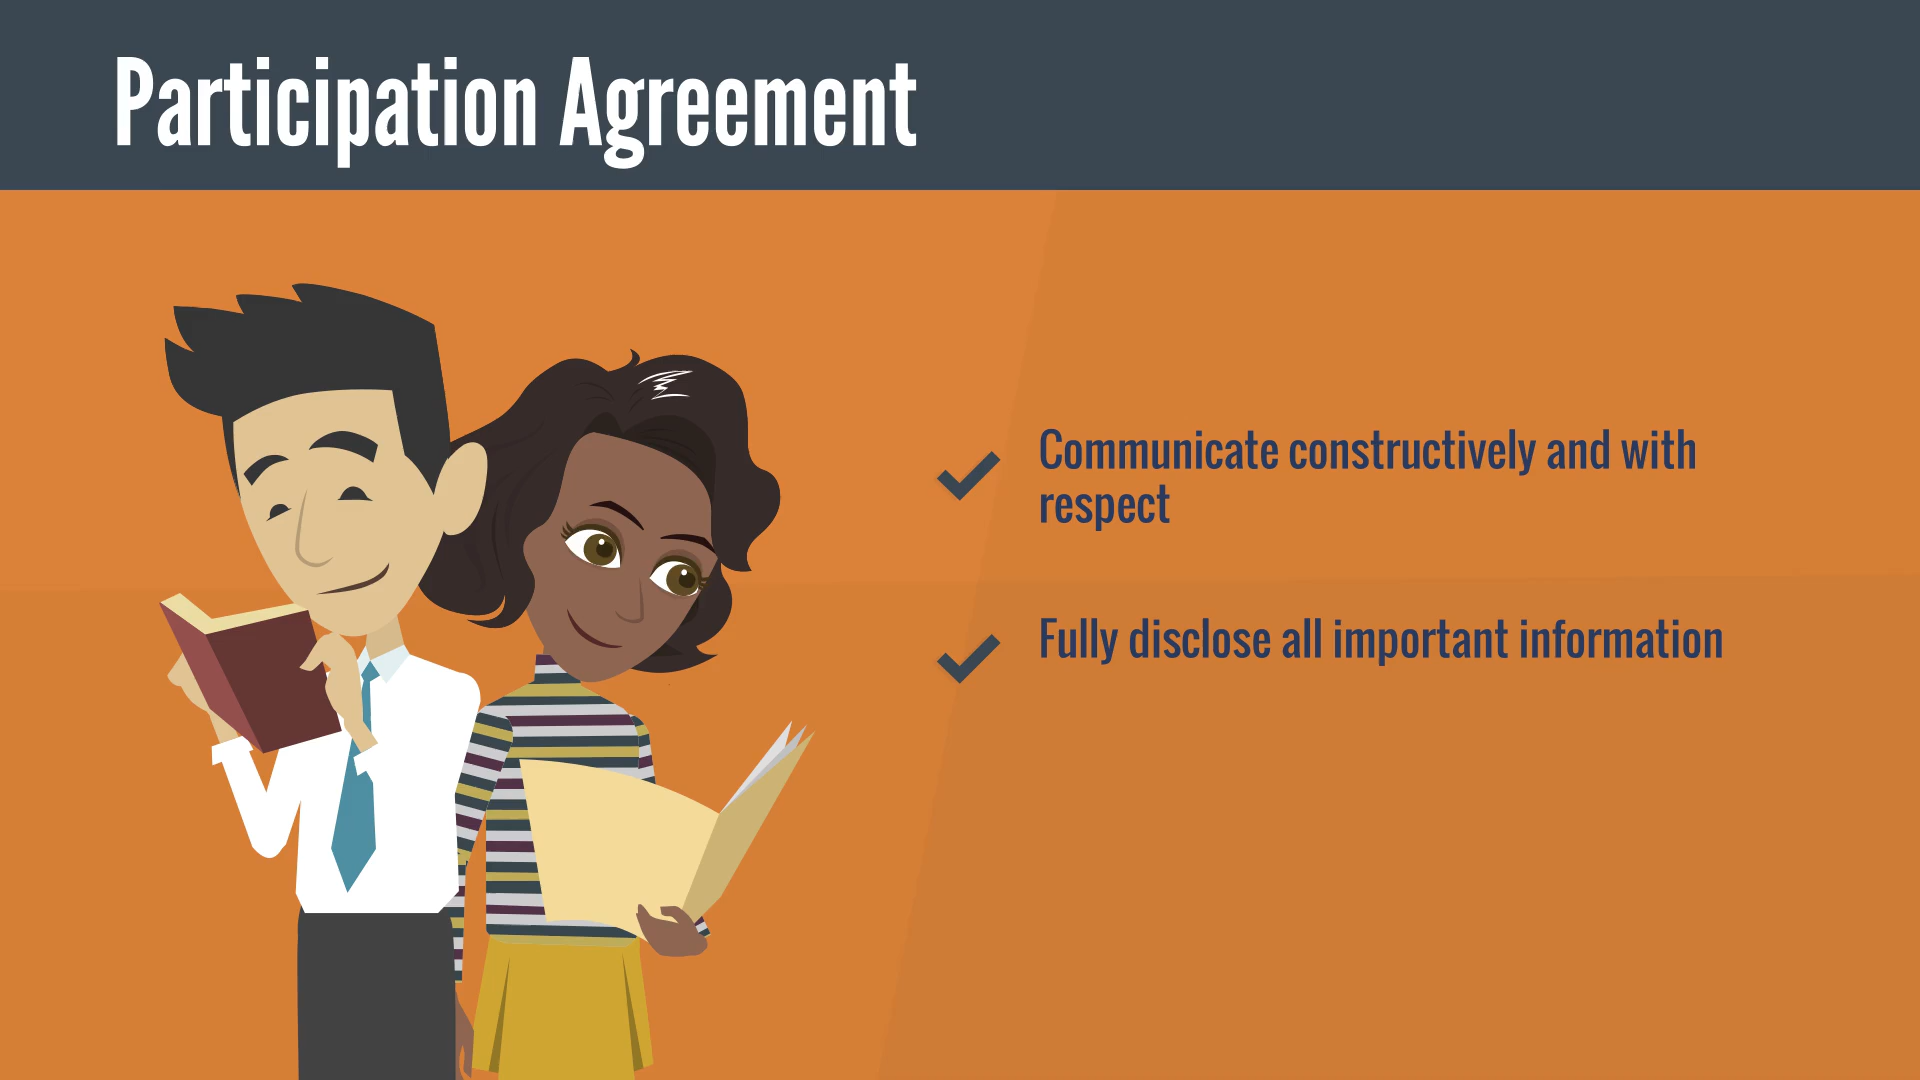 Participation Agreement
Communicate constructively and with
respect
Fully disclose all important information